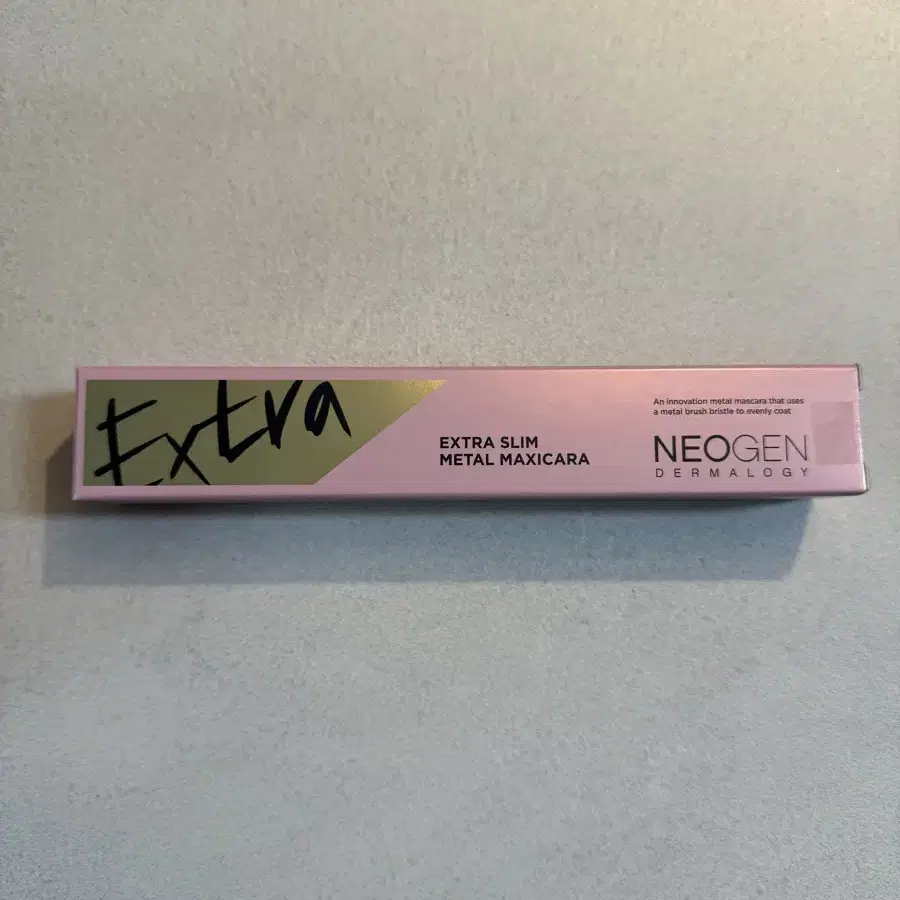 Extra
EXTRA SLIM
METAL MAXICARA
An innovation metal mascara that uses
a metal brush bristle to evenly coat
NEOGEN
DERMALOGY